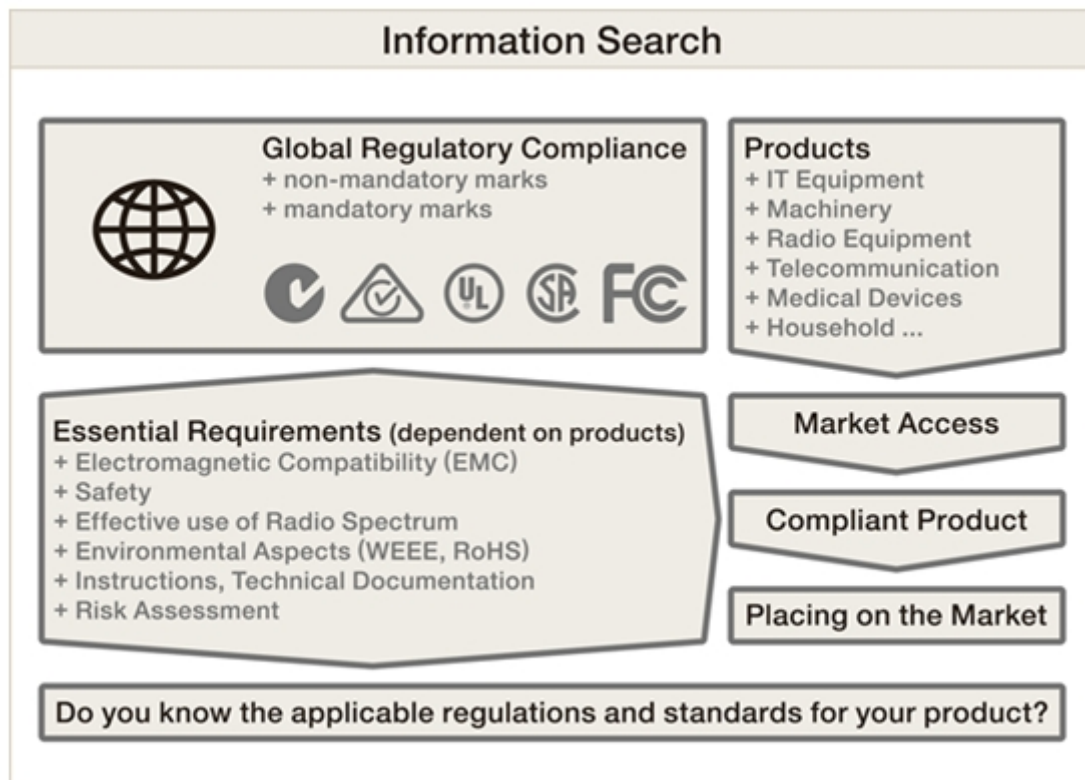 Information Search
Global Regulatory Compliance
+ non-mandatory marks
+ mandatory marks
UL
SA
FC
Products
+ IT Equipment
+ Machinery
+ Radio Equipment
+ Telecommunication
+ Medical Devices
+ Household ...
Essential Requirements (dependent on products)
+ Electromagnetic Compatibility (EMC)
+ Safety
+ Effective use of Radio Spectrum
+ Environmental Aspects (WEEE, RoHS)
+ Instructions, Technical Documentation
+ Risk Assessment
Market Access
Compliant Product
Placing on the Market
Do you know the applicable regulations and standards for your product?